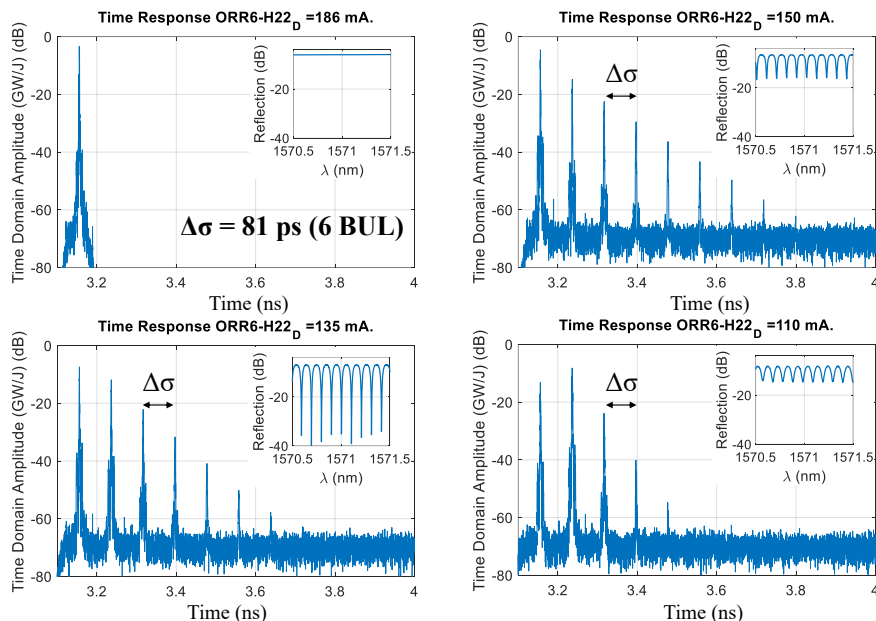 Time Response ORR6-H22_D =186 mA.
Time Domain Amplitude (GW/J) (dB)
0
-20
-40
-60
-80
3.2
3.4
3.6
3.8
4
Time (ns)
Reflection (dB)
0
-20
-40
1570.5
1571
1571.5
λ (nm)
Δσ = 81 ps (6 BUL)
Time Response ORR6-H22_D =150 mA.
Time Domain Amplitude (GW/J) (dB)
0
-20
-40
-60
-80
3.2
3.4
3.6
3.8
4
Time (ns)
Δσ
Reflection (dB)
-20
-40
1570.5
1571
1571.5
λ (nm)
Time Response ORR6-H22_D =135 mA.
Time Domain Amplitude (GW/J) (dB)
0
-20
-40
-60
-80
3.2
3.4
3.6
3.8
4
Time (ns)
Δσ
Reflection (dB)
-20
-40
1570.5
1571
1571.5
λ (nm)
Time Response ORR6-H22_D =110 mA.
Time Domain Amplitude (GW/J) (dB)
0
-20
-40
-60
-80
3.2
3.4
3.6
3.8
4
Time (ns)
Δσ
Reflection (dB)
-20
-40
1570.5
1571
1571.5
λ (nm)